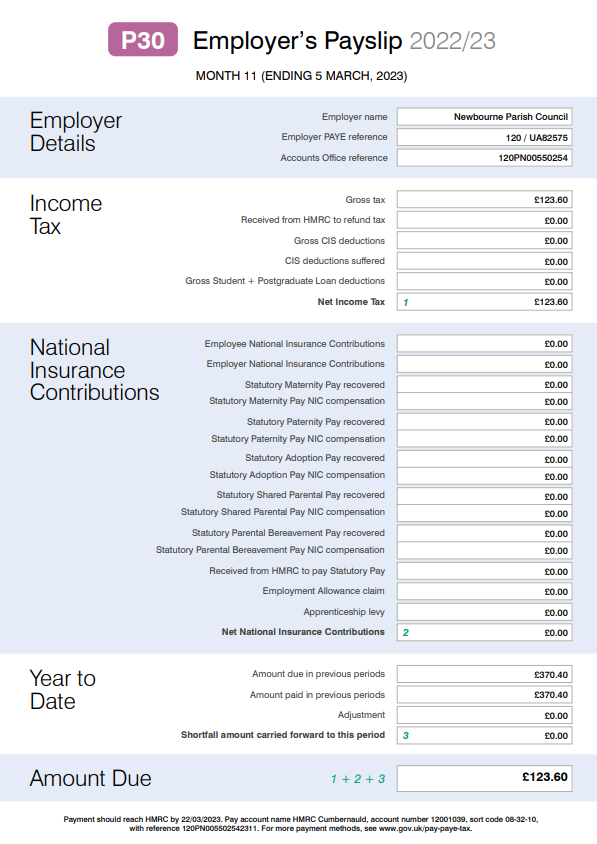 P30 Employer's Payslip 2022/23
MONTH 11 (ENDING 5 MARCH, 2023)
Employer Details
Employer name Newbourne Parish Council
Employer PAYE reference 120 / UA82575
Accounts Office reference 120PN00550254
Income Tax
Gross tax £123.60
Received from HMRC to refund tax £0.00
Gross CIS deductions £0.00
CIS deductions suffered £0.00
Gross Student + Postgraduate Loan deductions £0.00
Net Income Tax 1 £123.60
National Insurance Contributions
Employee National Insurance Contributions £0.00
Employer National Insurance Contributions £0.00
Statutory Maternity Pay recovered £0.00
Statutory Maternity Pay NIC compensation £0.00
Statutory Paternity Pay recovered £0.00
Statutory Paternity Pay NIC compensation £0.00
Statutory Adoption Pay recovered £0.00
Statutory Adoption Pay NIC compensation £0.00
Statutory Shared Parental Pay recovered £0.00
Statutory Shared Parental Pay NIC compensation £0.00
Statutory Parental Bereavement Pay recovered £0.00
Statutory Parental Bereavement Pay NIC compensation £0.00
Received from HMRC to pay Statutory Pay £0.00
Employment Allowance claim £0.00
Apprenticeship levy £0.00
Net National Insurance Contributions 2 £0.00
Year to Date
Amount due in previous periods £370.40
Amount paid in previous periods £370.40
Adjustment £0.00
Shortfall amount carried forward to this period 3 £0.00
Amount Due 1 + 2 + 3 £123.60
Payment should reach HMRC by 22/03/2023. Pay account name HMRC Cumbernauld, account number 12001039, sort code 08-32-10,
with reference 120PN005502542311. For more payment methods, see www.gov.uk/pay-paye-tax.